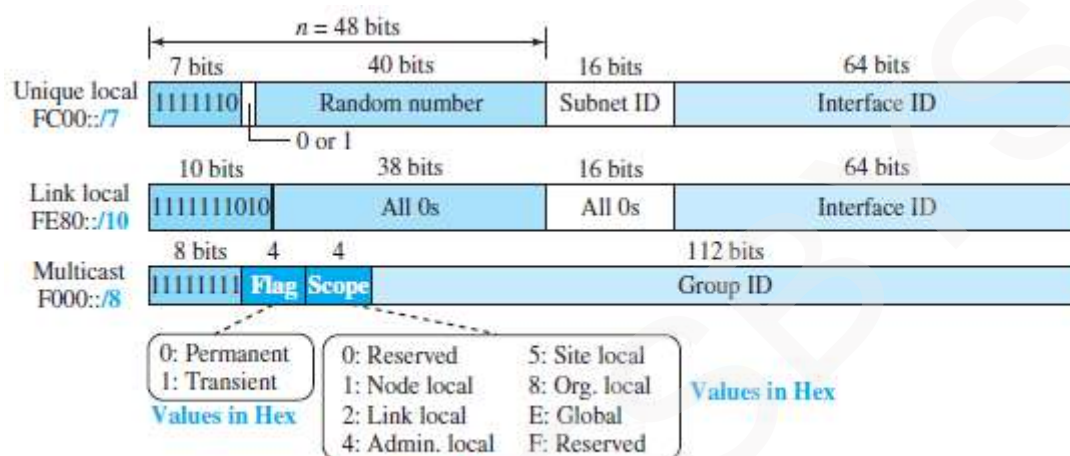 n = 48 bits
7 bits 40 bits 16 bits 64 bits
Unique local
FC00::/7
1111110 Random number Subnet ID Interface ID
0 or 1
10 bits 38 bits 16 bits 64 bits
Link local
FE80::/10
1111111010 All 0s All 0s Interface ID
8 bits 4 4 112 bits
Multicast
F000::/8
11111111 Flag Scope Group ID
0: Permanent
1: Transient
Values in Hex
0: Reserved 5: Site local
1: Node local 8: Org. local
2: Link local E: Global
4: Admin. local F: Reserved
Values in Hex
SBYS